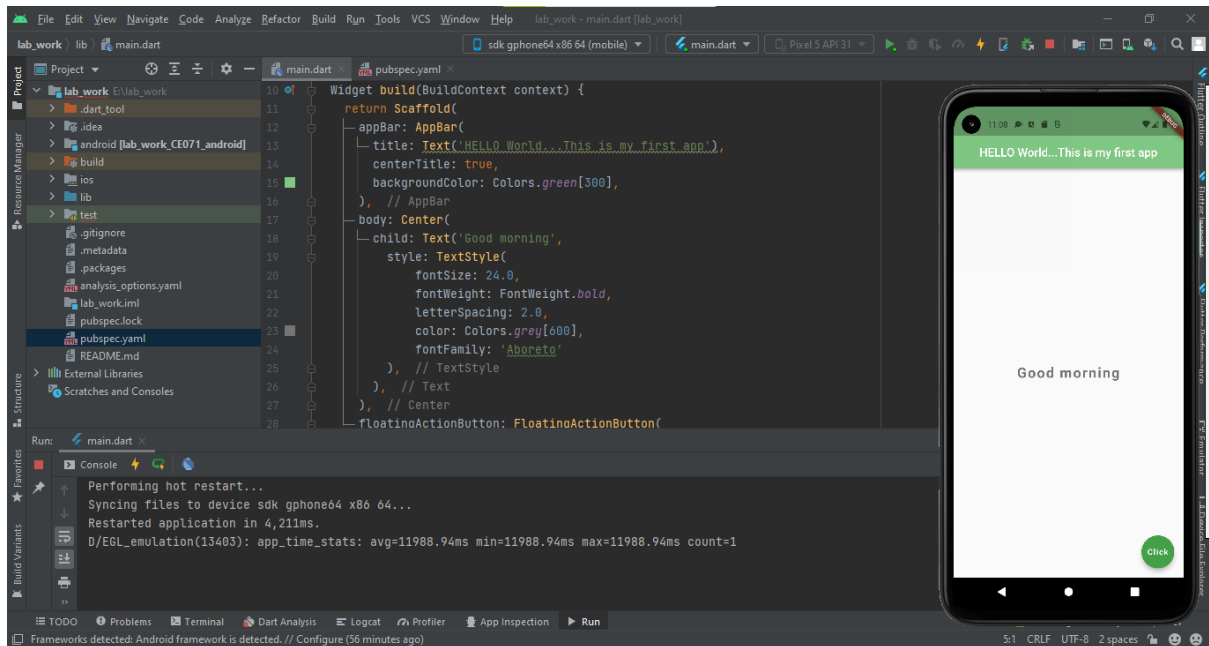 File Edit View Navigate Code Analyze Refactor Build Run Tools VCS Window Help lab_work - main.dart [lab_work]
lab_work lib main.dart sdk gphone64 x86 64 (mobile) main.dart Pixel 5 API 31
Project main.dart pubspec.yaml
lab_work E:\lab_work
.dart_tool
.idea
android [lab_work_CE071_android]
build
ios
lib
test
.gitignore
.metadata
.packages
analysis_options.yaml
lab_work.iml
pubspec.lock
pubspec.yaml
README.md
External Libraries
Scratches and Consoles
10 Widget build(BuildContext context) {
11 return Scaffold(
12 appBar: AppBar(
13 title: Text('HELLO World...This is my first app'),
14 centerTitle: true,
15 backgroundColor: Colors.green[300],
16 ), // AppBar
17 body: Center(
18 child: Text('Good morning',
19 style: TextStyle(
20 fontSize: 24.0,
21 fontWeight: FontWeight.bold,
22 letterSpacing: 2.0,
23 color: Colors.grey[600],
24 fontFamily: 'Aboreto'
25 ), // TextStyle
26 ), // Text
27 ), // Center
28 floatingActionButton: FloatingActionButton(
Project
Resource Manager
Structure
Favorites
Build Variants
Run: main.dart
Console
Performing hot restart...
Syncing files to device sdk gphone64 x86 64...
Restarted application in 4,211ms.
D/EGL_emulation(13403): app_time_stats: avg=11988.94ms min=11988.94ms max=11988.94ms count=1
11:08
DEBUG
HELLO World...This is my first app
Good morning
Click
Flutter Outline
Flutter Inspector
Flutter Performance
Emulator
Device File Explorer
TODO Problems Terminal Dart Analysis Logcat Profiler App Inspection Run
Frameworks detected: Android framework is detected. // Configure (56 minutes ago) 5:1 CRLF UTF-8 2 spaces